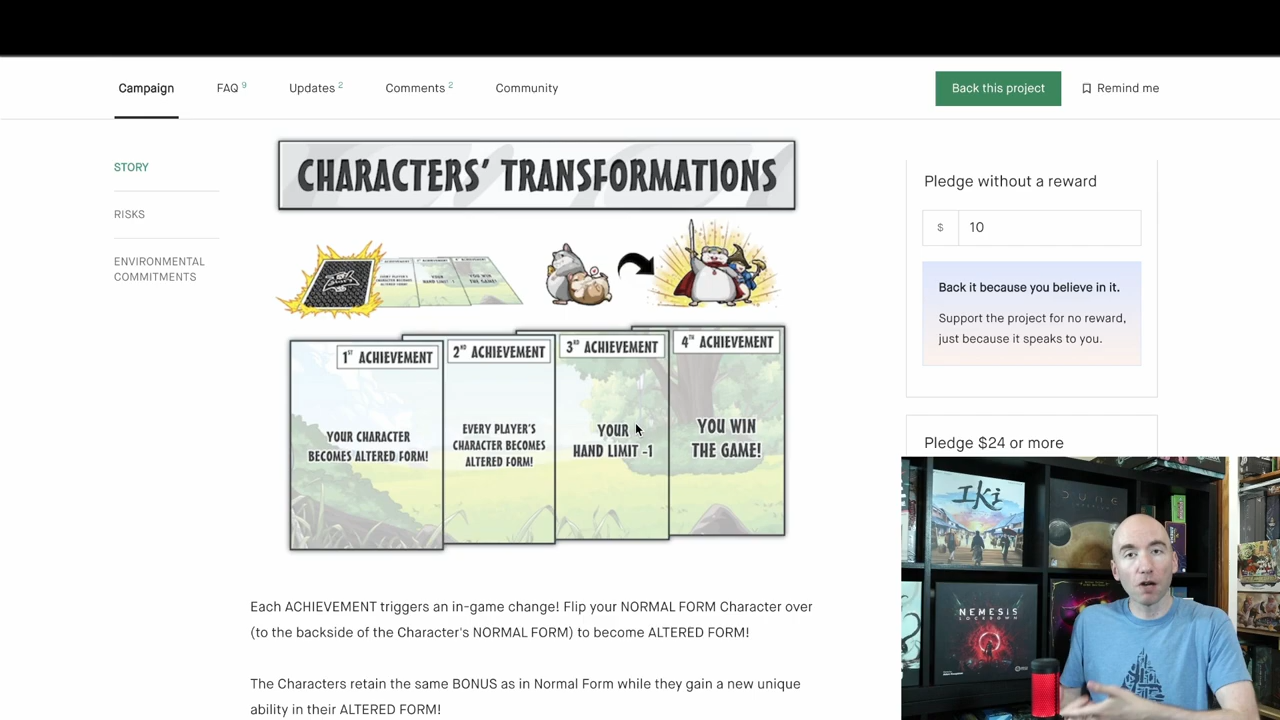 Campaign
FAQ 9
Updates 2
Comments 2
Community
Back this project
Remind me
STORY
RISKS
ENVIRONMENTAL
COMMITMENTS
CHARACTERS' TRANSFORMATIONS
1ST ACHIEVEMENT
YOUR CHARACTER
BECOMES ALTERED FORM!
2ND ACHIEVEMENT
EVERY PLAYER'S
CHARACTER BECOMES
ALTERED FORM!
3RD ACHIEVEMENT
YOUR
HAND LIMIT -1
4TH ACHIEVEMENT
YOU WIN
THE GAME!
Each ACHIEVEMENT triggers an in-game change! Flip your NORMAL FORM Character over
(to the backside of the Character's NORMAL FORM) to become ALTERED FORM!
The Characters retain the same BONUS as in Normal Form while they gain a new unique
ability in their ALTERED FORM!
Pledge without a reward
$ 10
Back it because you believe in it.
Support the project for no reward,
just because it speaks to you.
Pledge $24 or more
IKI
NEMESIS
LOCKDOWN